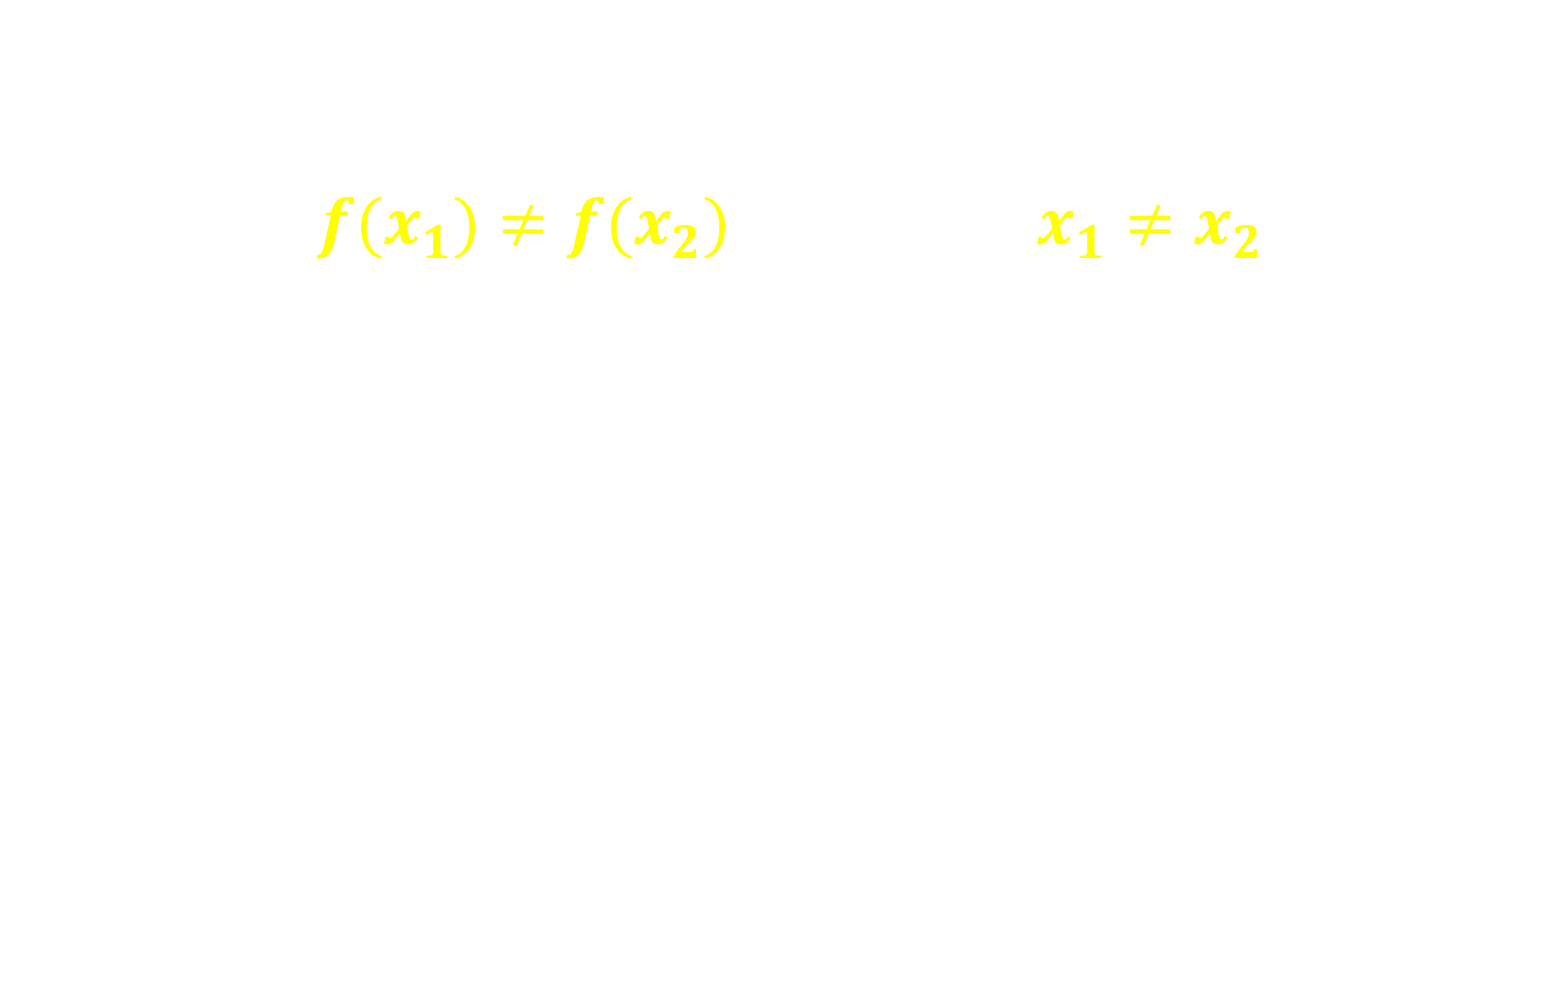 f(x₁) ≠ f(x₂) x₁ ≠ x₂